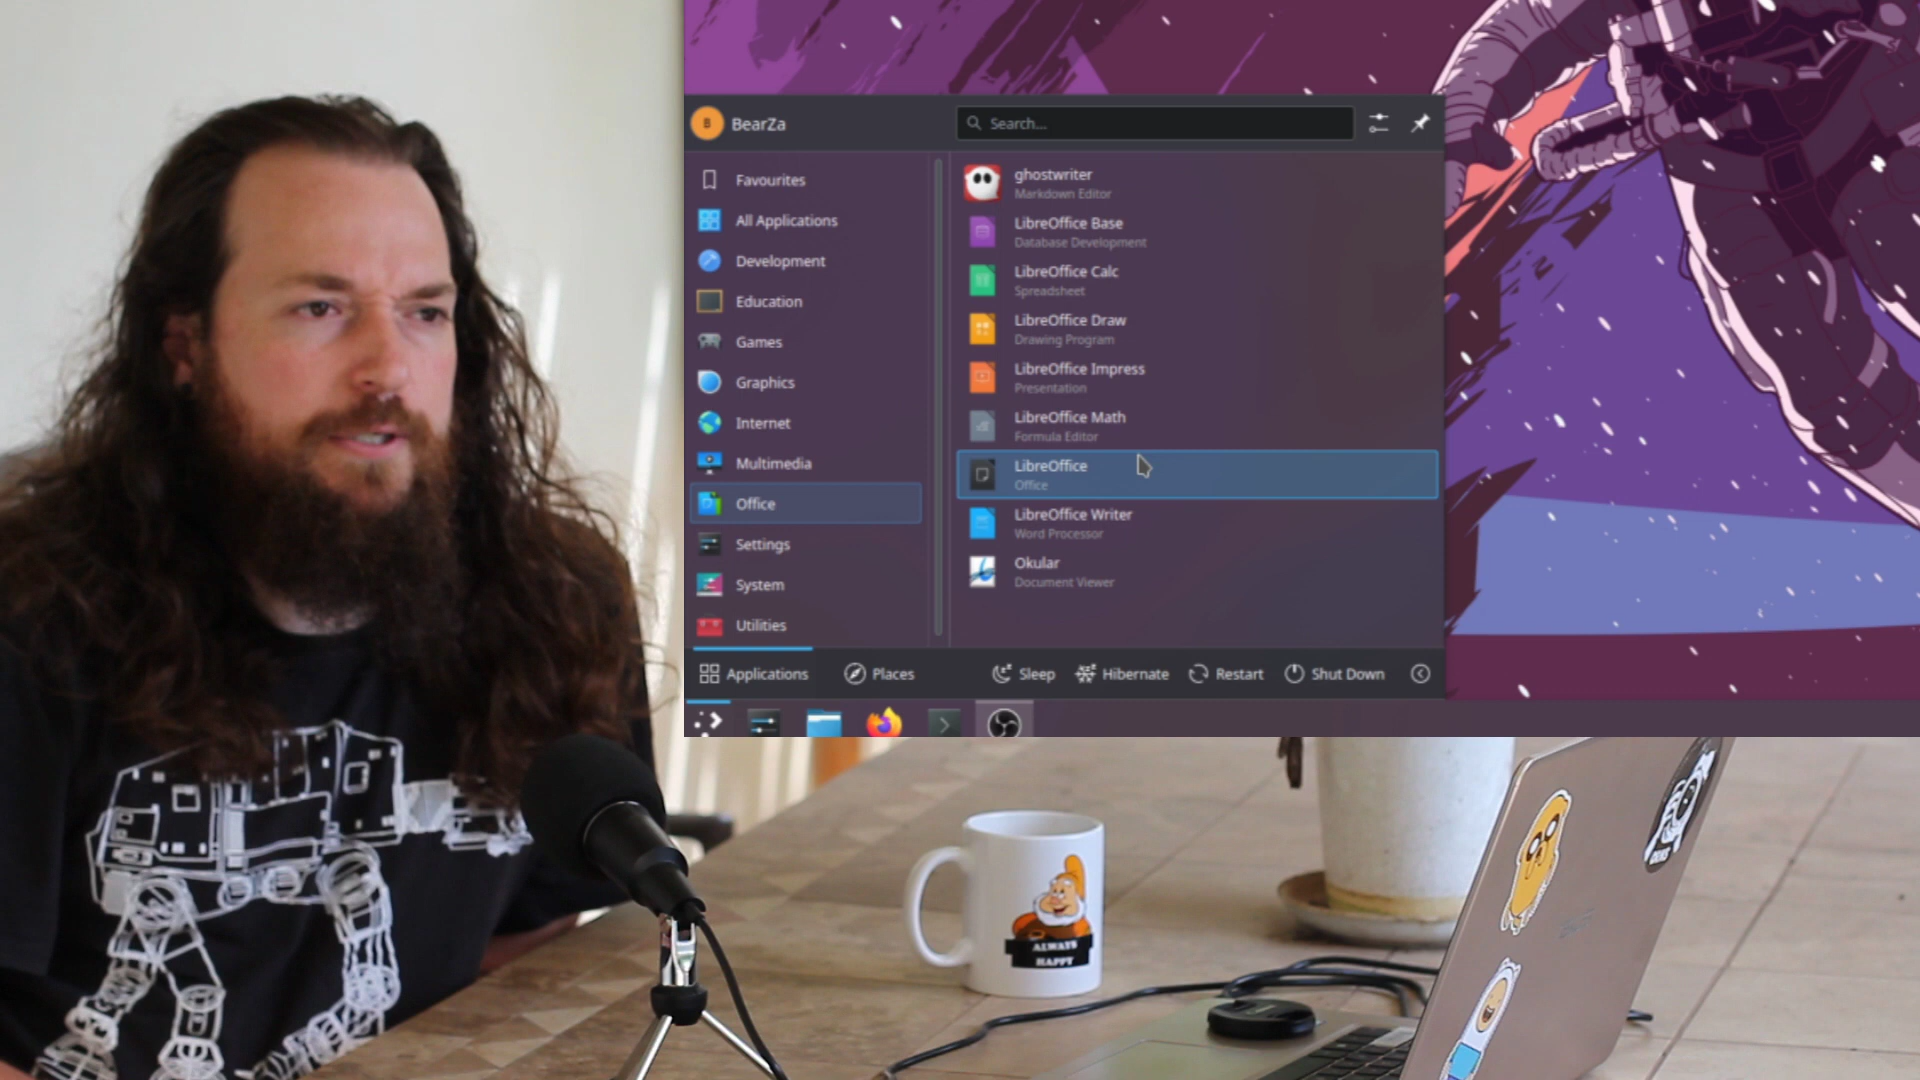 B
BearZa
Search...
Favourites
All Applications
Development
Education
Games
Graphics
Internet
Multimedia
Office
Settings
System
Utilities
ghostwriter
Markdown Editor
LibreOffice Base
Database Development
LibreOffice Calc
Spreadsheet
LibreOffice Draw
Drawing Program
LibreOffice Impress
Presentation
LibreOffice Math
Formula Editor
LibreOffice
Office
LibreOffice Writer
Word Processor
Okular
Document Viewer
Applications
Places
Sleep
Hibernate
Restart
Shut Down
ALWAYS
HAPPY